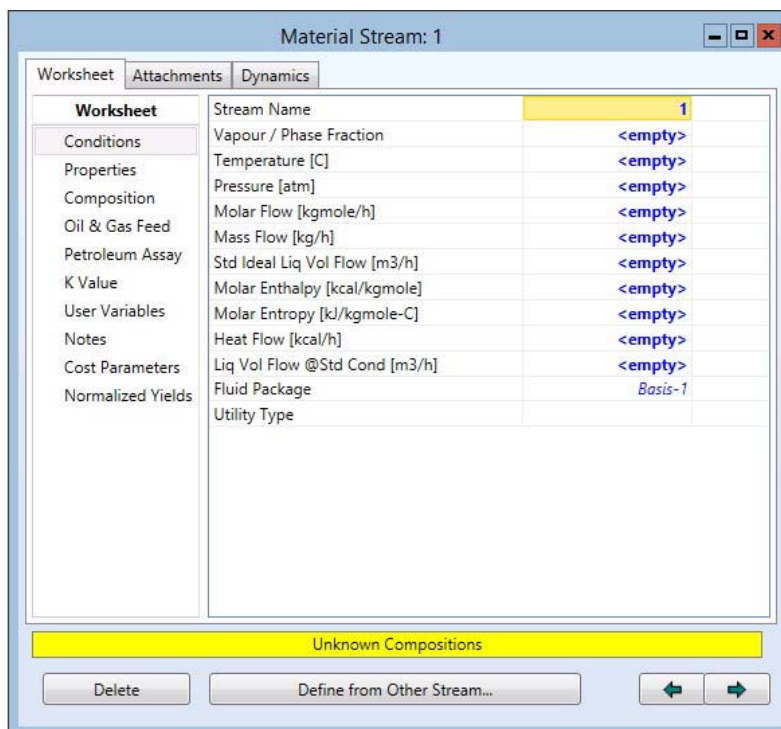 Material Stream: 1
Worksheet Attachments Dynamics
Worksheet
Conditions
Properties
Composition
Oil & Gas Feed
Petroleum Assay
K Value
User Variables
Notes
Cost Parameters
Normalized Yields
Stream Name 1
Vapour / Phase Fraction <empty>
Temperature [C] <empty>
Pressure [atm] <empty>
Molar Flow [kgmole/h] <empty>
Mass Flow [kg/h] <empty>
Std Ideal Liq Vol Flow [m3/h] <empty>
Molar Enthalpy [kcal/kgmole] <empty>
Molar Entropy [kJ/kgmole-C] <empty>
Heat Flow [kcal/h] <empty>
Liq Vol Flow @Std Cond [m3/h] <empty>
Fluid Package Basis-1
Utility Type
Unknown Compositions
Delete Define from Other Stream...